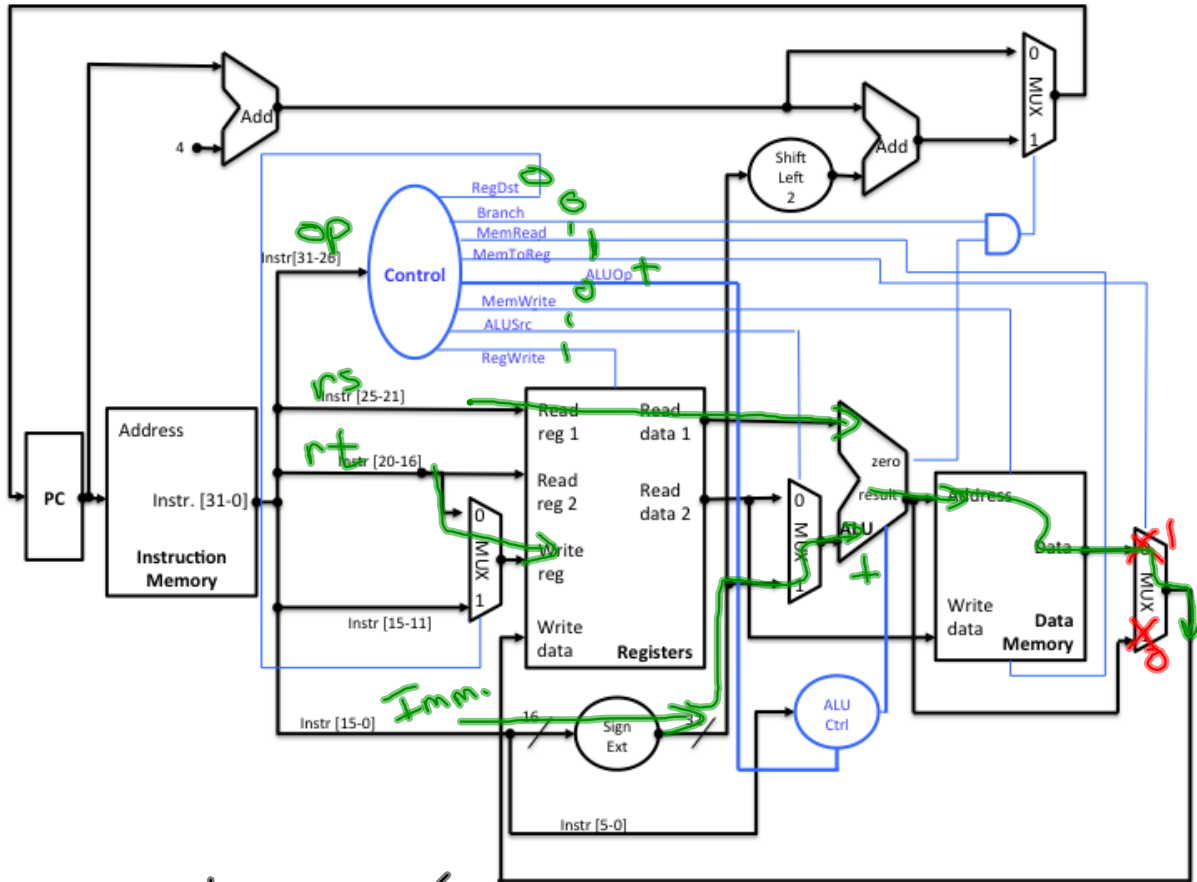 0
MUX
1
Add
4
Add
Shift
Left
2
RegDst 0
Branch 0
MemRead 1
MemToReg 1
ALUOp +
MemWrite 0
ALUSrc 1
RegWrite 1
op
Instr[31-26]
Control
rs
Instr [25-21]
rt
Instr [20-16]
Instr [15-11]
Imm.
Instr [15-0]
16
Instr [5-0]
PC
Address
Instr. [31-0]
Instruction
Memory
0
MUX
1
Read
reg 1
Read
data 1
Read
reg 2
Read
data 2
Write
reg
Write
data
Registers
Sign
Ext
0
MUX
1
zero
result
ALU
+
ALU
Ctrl
Address
Data
Write
data
Data
Memory
1
MUX
0